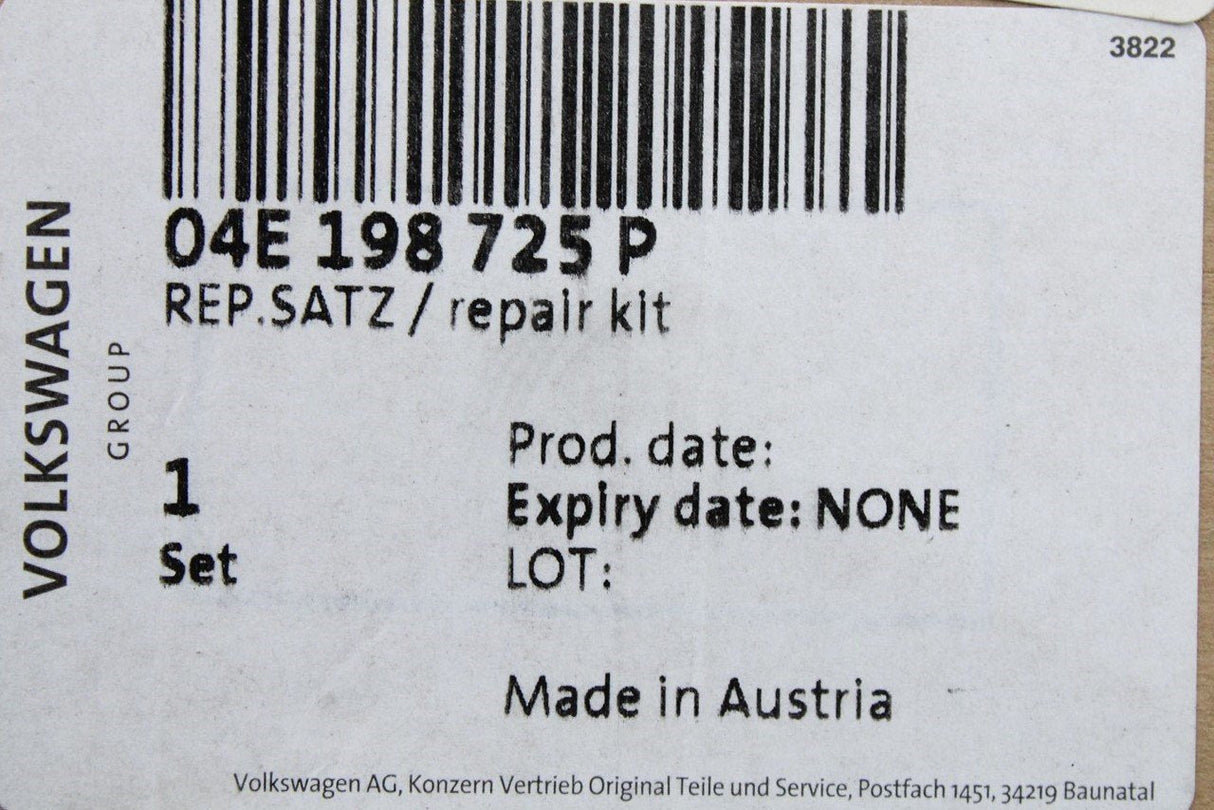 3822
VOLKSWAGEN
GROUP
04E 198 725 P
REP.SATZ / repair kit
1
Set
Prod. date:
Expiry date: NONE
LOT:
Made in Austria
Volkswagen AG, Konzern Vertrieb Original Teile und Service, Postfach 1451, 34219 Baunatal